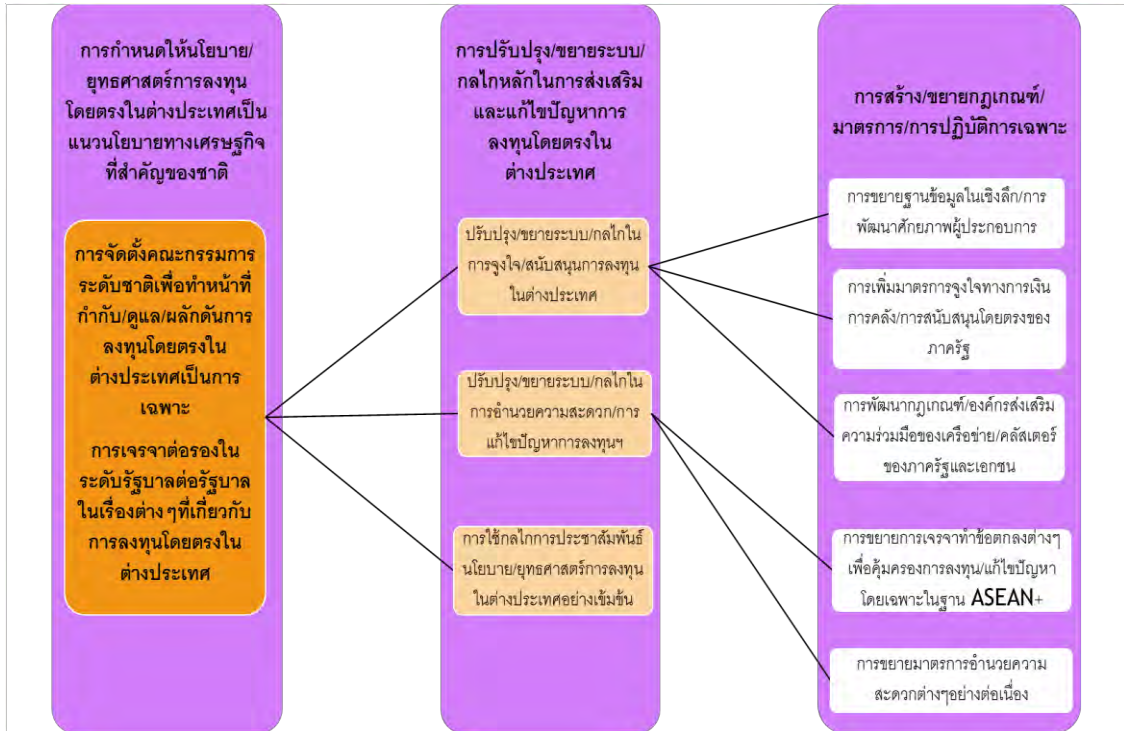 การกำหนดให้นโยบาย/
ยุทธศาสตร์การลงทุน
โดยตรงในต่างประเทศเป็น
แนวนโยบายทางเศรษฐกิจ
ที่สำคัญของชาติ
การจัดตั้งคณะกรรมการ
ระดับชาติเพื่อทำหน้าที่
กำกับ/ดูแล/ผลักดันการ
ลงทุนโดยตรงใน
ต่างประเทศเป็นการ
เฉพาะ
การเจรจาต่อรองใน
ระดับรัฐบาลต่อรัฐบาล
ในเรื่องต่างๆที่เกี่ยวกับ
การลงทุนโดยตรงใน
ต่างประเทศ
การปรับปรุง/ขยายระบบ/
กลไกหลักในการส่งเสริม
และแก้ไขปัญหาการ
ลงทุนโดยตรงใน
ต่างประเทศ
ปรับปรุง/ขยายระบบ/กลไกใน
การจูงใจ/สนับสนุนการลงทุน
ในต่างประเทศ
ปรับปรุง/ขยายระบบ/กลไกใน
การอำนวยความสะดวก/การ
แก้ไขปัญหาการลงทุนฯ
การใช้กลไกการประชาสัมพันธ์
นโยบาย/ยุทธศาสตร์การลงทุน
ในต่างประเทศอย่างเข้มข้น
การสร้าง/ขยายกฎเกณฑ์/
มาตรการ/การปฏิบัติการเฉพาะ
การขยายฐานข้อมูลในเชิงลึก/การ
พัฒนาศักยภาพผู้ประกอบการ
การเพิ่มมาตรการจูงใจทางการเงิน
การคลัง/การสนับสนุนโดยตรงของ
ภาครัฐ
การพัฒนากฎเกณฑ์/องค์กรส่งเสริม
ความร่วมมือของเครือข่าย/คลัสเตอร์
ของภาครัฐและเอกชน
การขยายการเจรจาทำข้อตกลงต่างๆ
เพื่อคุ้มครองการลงทุน/แก้ไขปัญหา
โดยเฉพาะในฐาน ASEAN+
การขยายมาตรการอำนวยความ
สะดวกต่างๆอย่างต่อเนื่อง